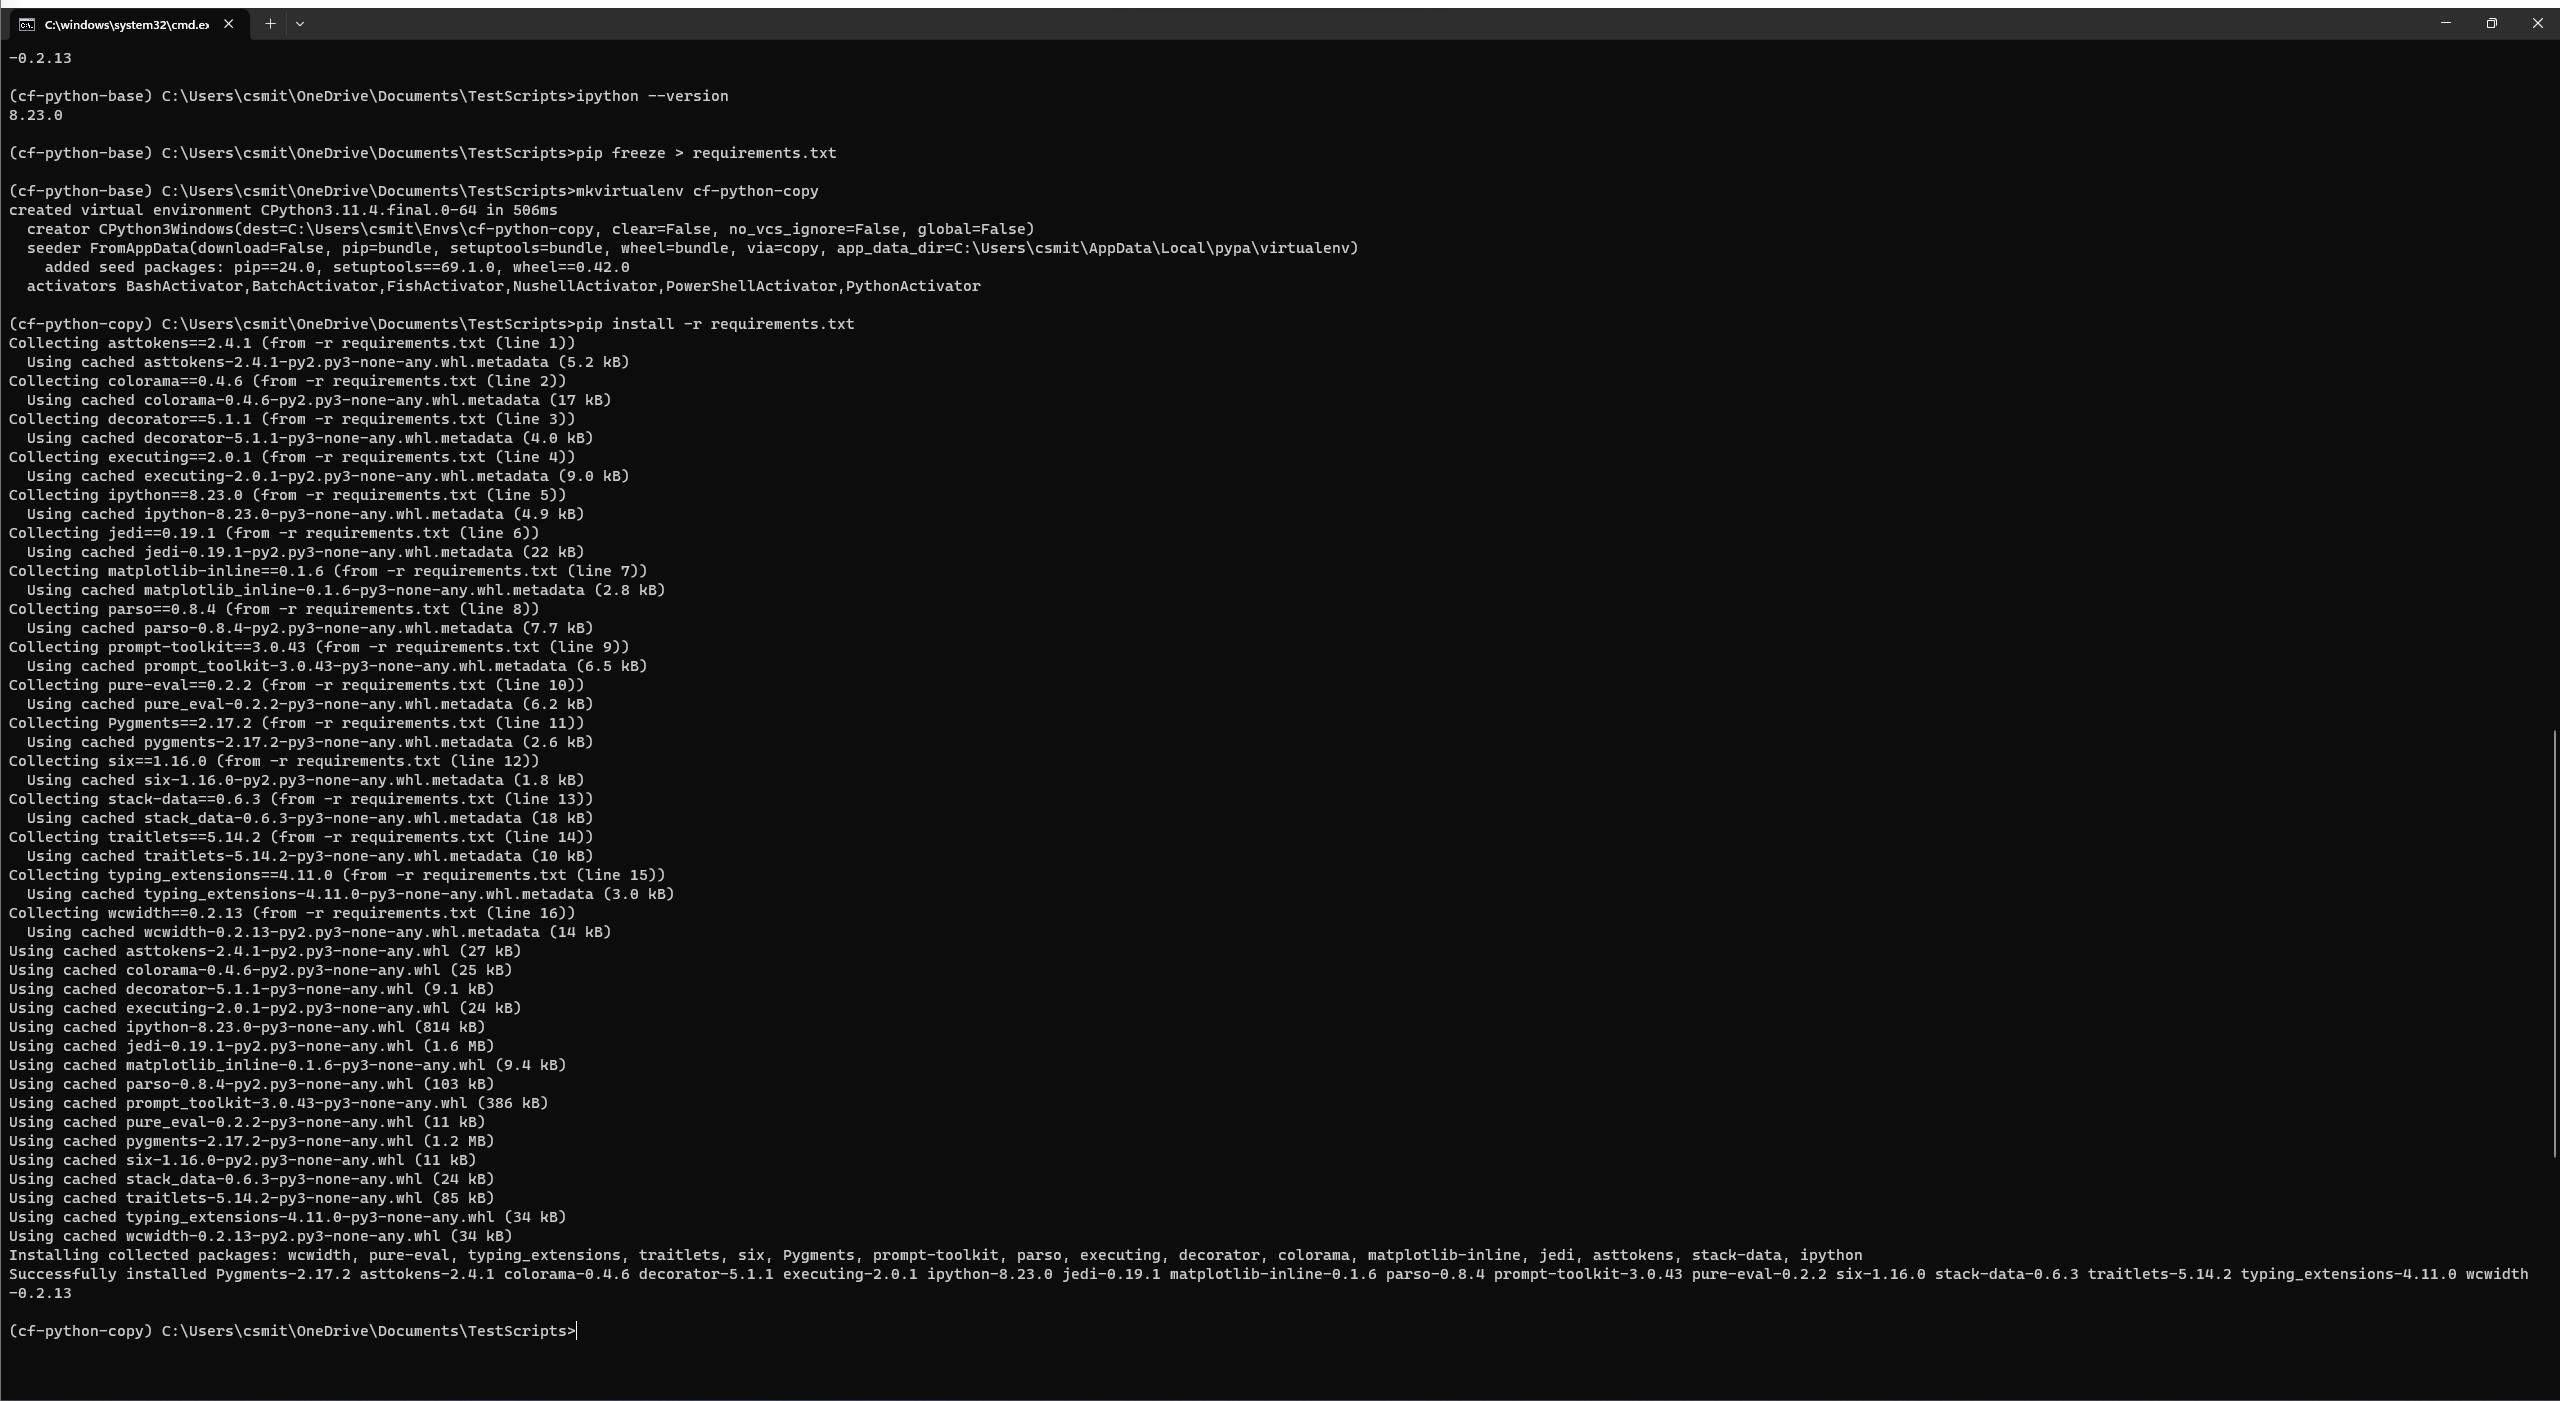 C:\windows\system32\cmd.ex
-0.2.13
(cf-python-base) C:\Users\csmit\OneDrive\Documents\TestScripts>ipython --version
8.23.0
(cf-python-base) C:\Users\csmit\OneDrive\Documents\TestScripts>pip freeze > requirements.txt
(cf-python-base) C:\Users\csmit\OneDrive\Documents\TestScripts>mkvirtualenv cf-python-copy
created virtual environment CPython3.11.4.final.0-64 in 506ms
  creator CPython3Windows(dest=C:\Users\csmit\Envs\cf-python-copy, clear=False, no_vcs_ignore=False, global=False)
  seeder FromAppData(download=False, pip=bundle, setuptools=bundle, wheel=bundle, via=copy, app_data_dir=C:\Users\csmit\AppData\Local\pypa\virtualenv)
    added seed packages: pip==24.0, setuptools==69.1.0, wheel==0.42.0
  activators BashActivator,BatchActivator,FishActivator,NushellActivator,PowerShellActivator,PythonActivator
(cf-python-copy) C:\Users\csmit\OneDrive\Documents\TestScripts>pip install -r requirements.txt
Collecting asttokens==2.4.1 (from -r requirements.txt (line 1))
  Using cached asttokens-2.4.1-py2.py3-none-any.whl.metadata (5.2 kB)
Collecting colorama==0.4.6 (from -r requirements.txt (line 2))
  Using cached colorama-0.4.6-py2.py3-none-any.whl.metadata (17 kB)
Collecting decorator==5.1.1 (from -r requirements.txt (line 3))
  Using cached decorator-5.1.1-py3-none-any.whl.metadata (4.0 kB)
Collecting executing==2.0.1 (from -r requirements.txt (line 4))
  Using cached executing-2.0.1-py2.py3-none-any.whl.metadata (9.0 kB)
Collecting ipython==8.23.0 (from -r requirements.txt (line 5))
  Using cached ipython-8.23.0-py3-none-any.whl.metadata (4.9 kB)
Collecting jedi==0.19.1 (from -r requirements.txt (line 6))
  Using cached jedi-0.19.1-py2.py3-none-any.whl.metadata (22 kB)
Collecting matplotlib-inline==0.1.6 (from -r requirements.txt (line 7))
  Using cached matplotlib_inline-0.1.6-py3-none-any.whl.metadata (2.8 kB)
Collecting parso==0.8.4 (from -r requirements.txt (line 8))
  Using cached parso-0.8.4-py2.py3-none-any.whl.metadata (7.7 kB)
Collecting prompt-toolkit==3.0.43 (from -r requirements.txt (line 9))
  Using cached prompt_toolkit-3.0.43-py3-none-any.whl.metadata (6.5 kB)
Collecting pure-eval==0.2.2 (from -r requirements.txt (line 10))
  Using cached pure_eval-0.2.2-py3-none-any.whl.metadata (6.2 kB)
Collecting Pygments==2.17.2 (from -r requirements.txt (line 11))
  Using cached pygments-2.17.2-py3-none-any.whl.metadata (2.6 kB)
Collecting six==1.16.0 (from -r requirements.txt (line 12))
  Using cached six-1.16.0-py2.py3-none-any.whl.metadata (1.8 kB)
Collecting stack-data==0.6.3 (from -r requirements.txt (line 13))
  Using cached stack_data-0.6.3-py3-none-any.whl.metadata (18 kB)
Collecting traitlets==5.14.2 (from -r requirements.txt (line 14))
  Using cached traitlets-5.14.2-py3-none-any.whl.metadata (10 kB)
Collecting typing_extensions==4.11.0 (from -r requirements.txt (line 15))
  Using cached typing_extensions-4.11.0-py3-none-any.whl.metadata (3.0 kB)
Collecting wcwidth==0.2.13 (from -r requirements.txt (line 16))
  Using cached wcwidth-0.2.13-py2.py3-none-any.whl.metadata (14 kB)
Using cached asttokens-2.4.1-py2.py3-none-any.whl (27 kB)
Using cached colorama-0.4.6-py2.py3-none-any.whl (25 kB)
Using cached decorator-5.1.1-py3-none-any.whl (9.1 kB)
Using cached executing-2.0.1-py2.py3-none-any.whl (24 kB)
Using cached ipython-8.23.0-py3-none-any.whl (814 kB)
Using cached jedi-0.19.1-py2.py3-none-any.whl (1.6 MB)
Using cached matplotlib_inline-0.1.6-py3-none-any.whl (9.4 kB)
Using cached parso-0.8.4-py2.py3-none-any.whl (103 kB)
Using cached prompt_toolkit-3.0.43-py3-none-any.whl (386 kB)
Using cached pure_eval-0.2.2-py3-none-any.whl (11 kB)
Using cached pygments-2.17.2-py3-none-any.whl (1.2 MB)
Using cached six-1.16.0-py2.py3-none-any.whl (11 kB)
Using cached stack_data-0.6.3-py3-none-any.whl (24 kB)
Using cached traitlets-5.14.2-py3-none-any.whl (85 kB)
Using cached typing_extensions-4.11.0-py3-none-any.whl (34 kB)
Using cached wcwidth-0.2.13-py2.py3-none-any.whl (34 kB)
Installing collected packages: wcwidth, pure-eval, typing_extensions, traitlets, six, Pygments, prompt-toolkit, parso, executing, decorator, colorama, matplotlib-inline, jedi, asttokens, stack-data, ipython
Successfully installed Pygments-2.17.2 asttokens-2.4.1 colorama-0.4.6 decorator-5.1.1 executing-2.0.1 ipython-8.23.0 jedi-0.19.1 matplotlib-inline-0.1.6 parso-0.8.4 prompt-toolkit-3.0.43 pure-eval-0.2.2 six-1.16.0 stack-data-0.6.3 traitlets-5.14.2 typing_extensions-4.11.0 wcwidth
-0.2.13
(cf-python-copy) C:\Users\csmit\OneDrive\Documents\TestScripts>